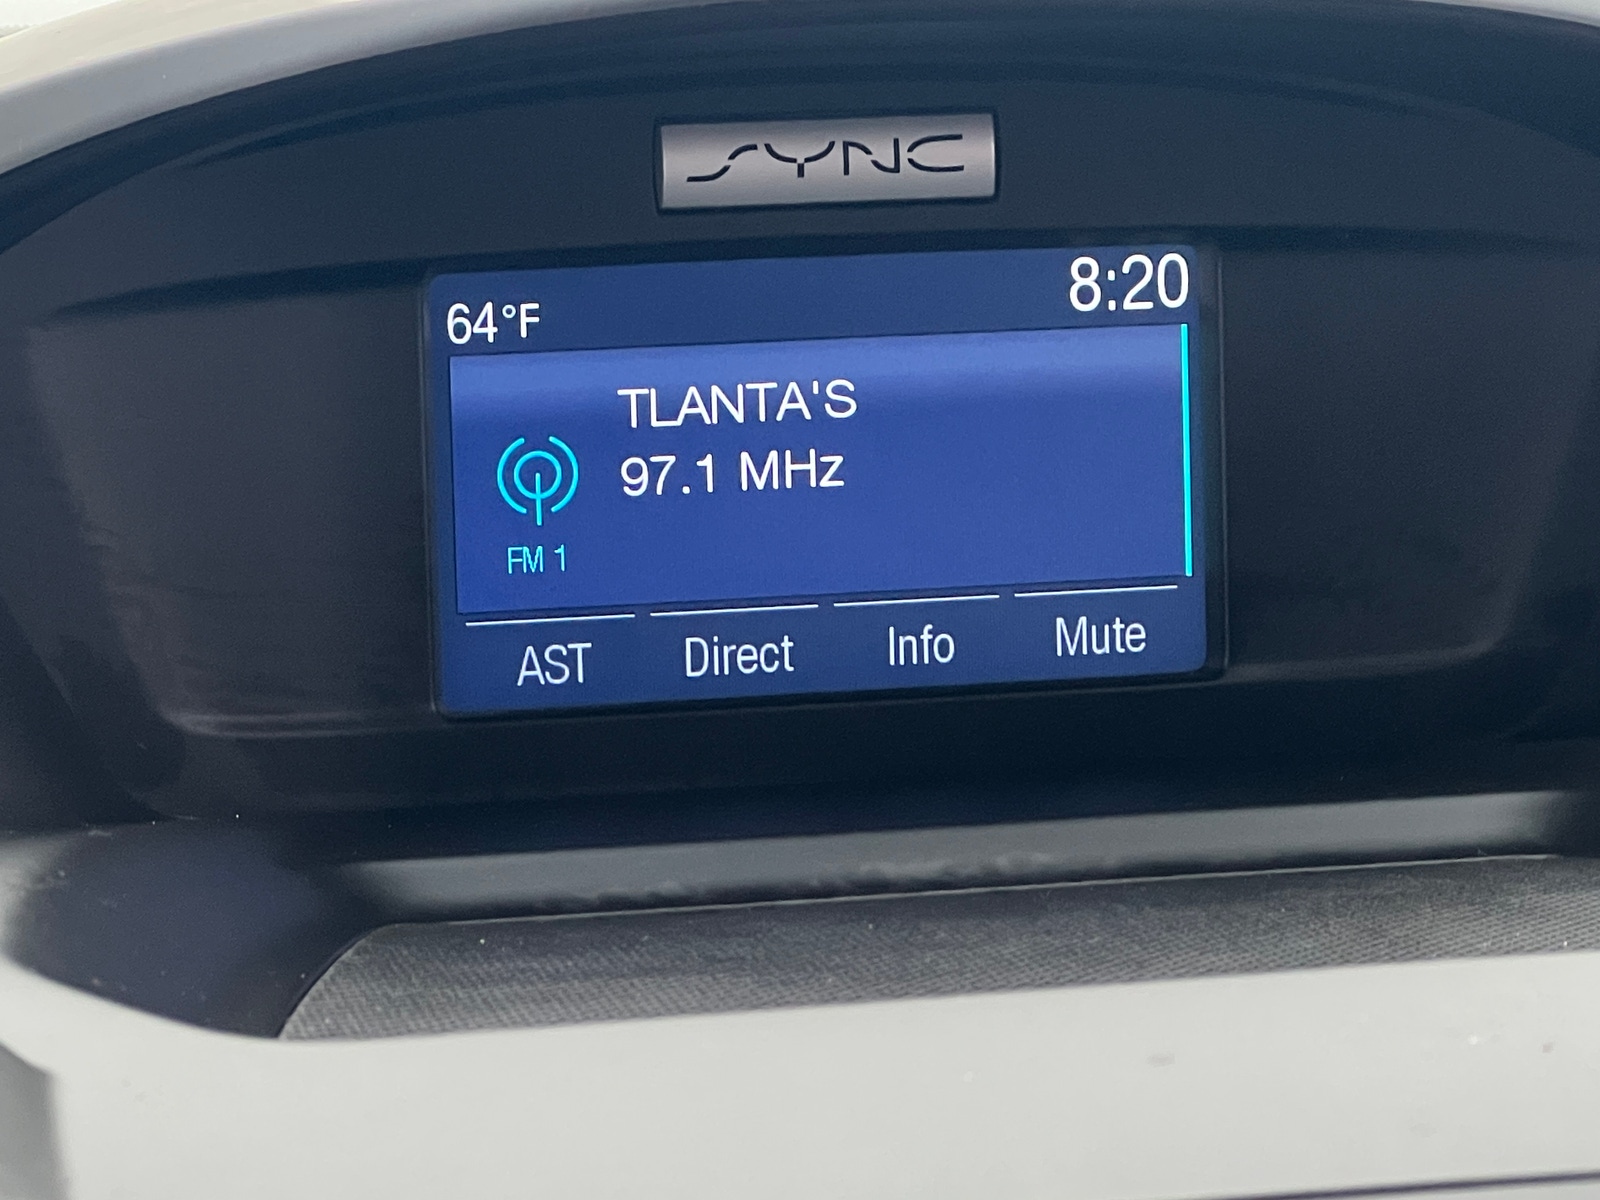 SYNC
64°F 8:20
TLANTA'S
97.1 MHz
FM 1
AST Direct Info Mute